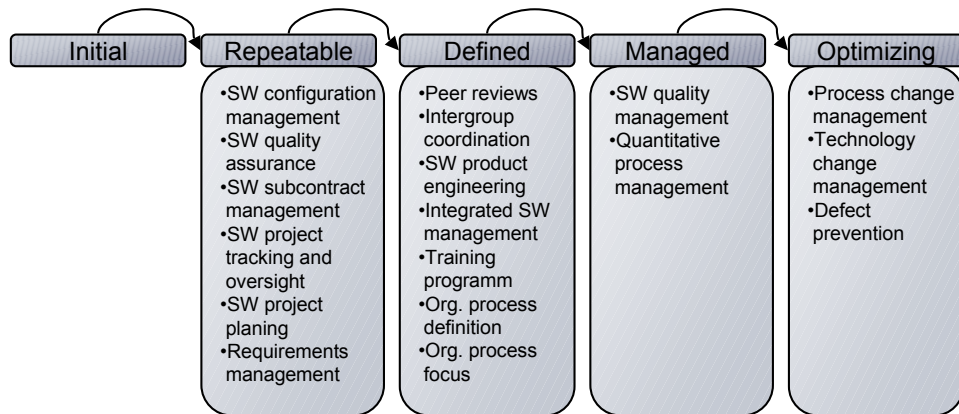 Initial
Repeatable
•SW configuration
management
•SW quality
assurance
•SW subcontract
management
•SW project
tracking and
oversight
•SW project
planing
•Requirements
management
Defined
•Peer reviews
•Intergroup
coordination
•SW product
engineering
•Integrated SW
management
•Training
programm
•Org. process
definition
•Org. process
focus
Managed
•SW quality
management
•Quantitative
process
management
Optimizing
•Process change
management
•Technology
change
management
•Defect
prevention